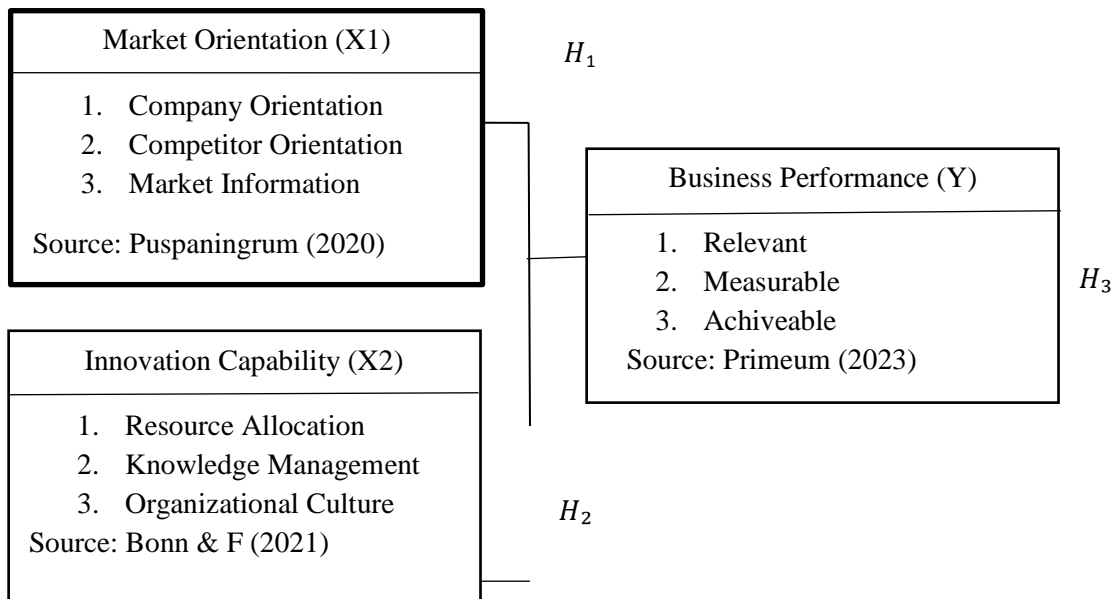 Market Orientation (X1)
1. Company Orientation
2. Competitor Orientation
3. Market Information
Source: Puspaningrum (2020)
H₁
Business Performance (Y)
1. Relevant
2. Measurable
3. Achiveable
Source: Primeum (2023)
H₃
Innovation Capability (X2)
1. Resource Allocation
2. Knowledge Management
3. Organizational Culture
Source: Bonn & F (2021)
H₂